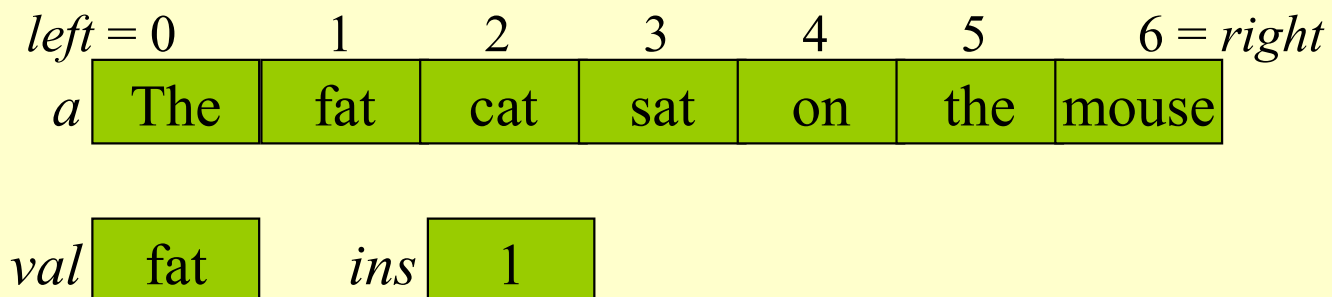 left = 0 1 2 3 4 5 6 = right
a The fat cat sat on the mouse
val fat ins 1